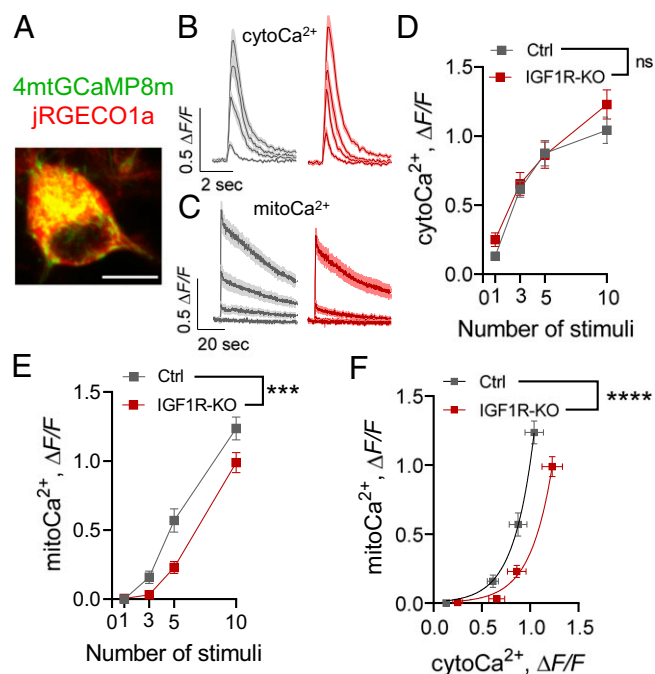 A
4mtGCaMP8m
jRGECO1a
B
cytoCa²⁺
0.5 ΔF/F
2 sec
C
mitoCa²⁺
0.5 ΔF/F
20 sec
D
Ctrl
IGF1R-KO
ns
cytoCa²⁺, ΔF/F
1.5
1.0
0.5
0.0
0 1 3 5 10
Number of stimuli
E
Ctrl
IGF1R-KO
***
mitoCa²⁺, ΔF/F
1.5
1.0
0.5
0.0
0 1 3 5 10
Number of stimuli
F
Ctrl
IGF1R-KO
****
mitoCa²⁺, ΔF/F
1.5
1.0
0.5
0.0
0.0 0.5 1.0 1.5
cytoCa²⁺, ΔF/F